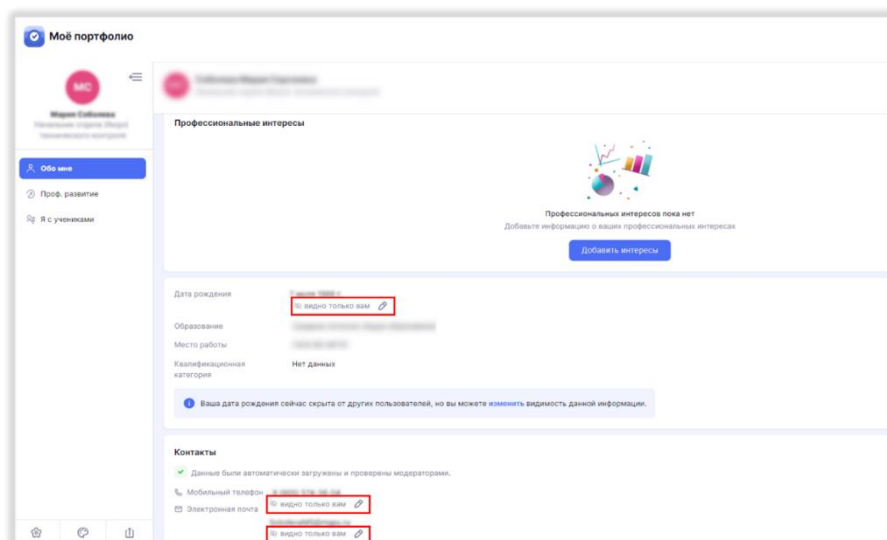 Моё портфолио
МС
Обо мне
Проф. развитие
Я с учениками
Профессиональные интересы
Профессиональных интересов пока нет
Добавьте информацию о ваших профессиональных интересах
Добавить интересы
Дата рождения
видно только вам
Образование
Место работы
Квалификационная Нет данных
категория
Ваша дата рождения сейчас скрыта от других пользователей, но вы можете изменить видимость данной информации.
Контакты
Данные были автоматически загружены и проверены модераторами.
Мобильный телефон
видно только вам
Электронная почта
видно только вам